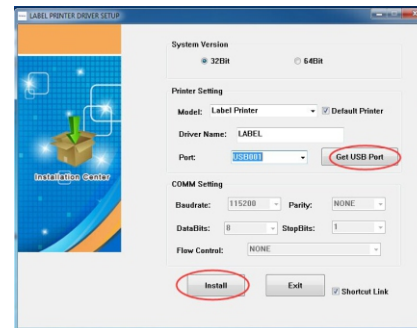 LABEL PRINTER DRIVER SETUP
System Version
32Bit 64Bit
Printer Setting
Model: Label Printer Default Printer
Driver Name: LABEL
Port: USB001 Get USB Port
Installation Center
COMM Setting
Baudrate: 115200 Parity: NONE
DataBits: 8 StopBits: 1
Flow Control: NONE
Install Exit Shortcut Link